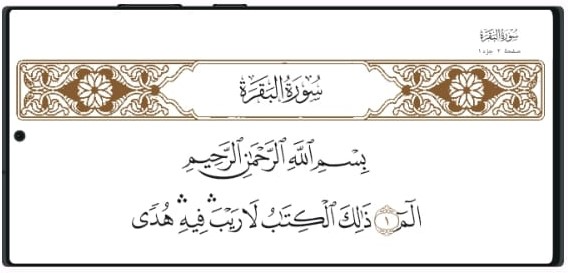 سُورَةُ البَقَرَةِ
صفحة ٢ جزء ١
سُورَةُ البَقَرَةِ
بِسْمِ ٱللَّهِ ٱلرَّحْمَٰنِ ٱلرَّحِيمِ
الٓمٓ ١ ذَٰلِكَ ٱلْكِتَٰبُ لَا رَيْبَ ۛ فِيهِ ۛ هُدًى